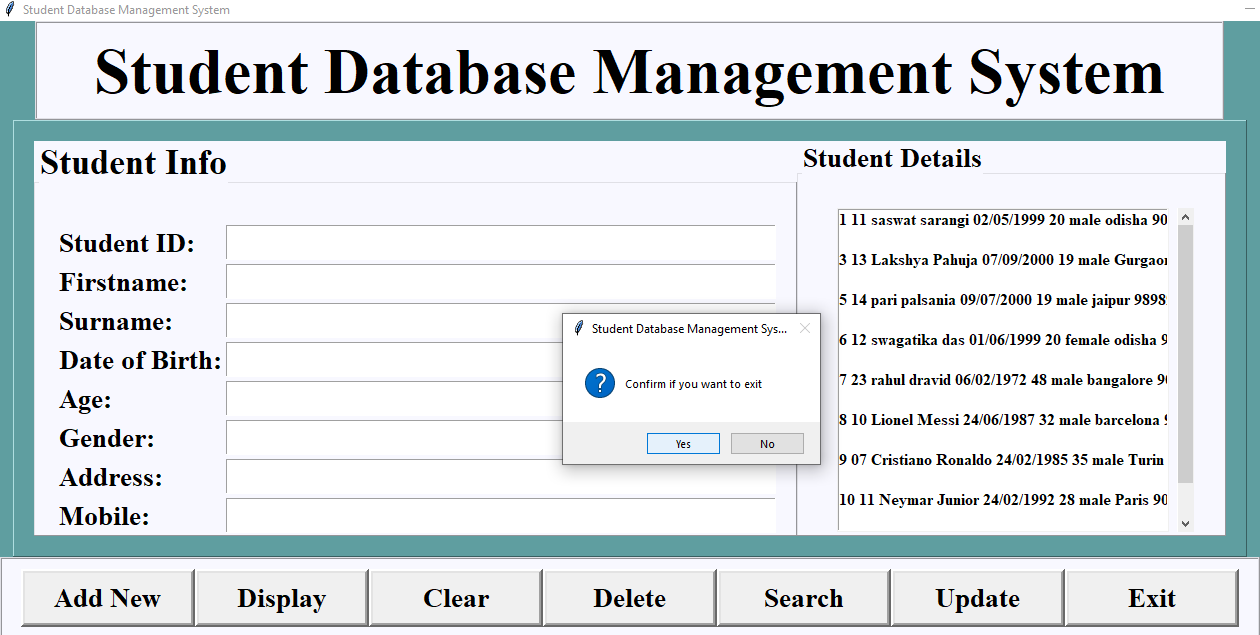 Student Database Management System
Student Database Management System
Student Info
Student ID:
Firstname:
Surname:
Date of Birth:
Age:
Gender:
Address:
Mobile:
Student Details
1 11 saswat sarangi 02/05/1999 20 male odisha 90
3 13 Lakshya Pahuja 07/09/2000 19 male Gurgaon
5 14 pari palsania 09/07/2000 19 male jaipur 9898
6 12 swagatika das 01/06/1999 20 female odisha 9
7 23 rahul dravid 06/02/1972 48 male bangalore 90
8 10 Lionel Messi 24/06/1987 32 male barcelona 9
9 07 Cristiano Ronaldo 24/02/1985 35 male Turin
10 11 Neymar Junior 24/02/1992 28 male Paris 90
Student Database Management Sys...
Confirm if you want to exit
Yes
No
Add New
Display
Clear
Delete
Search
Update
Exit